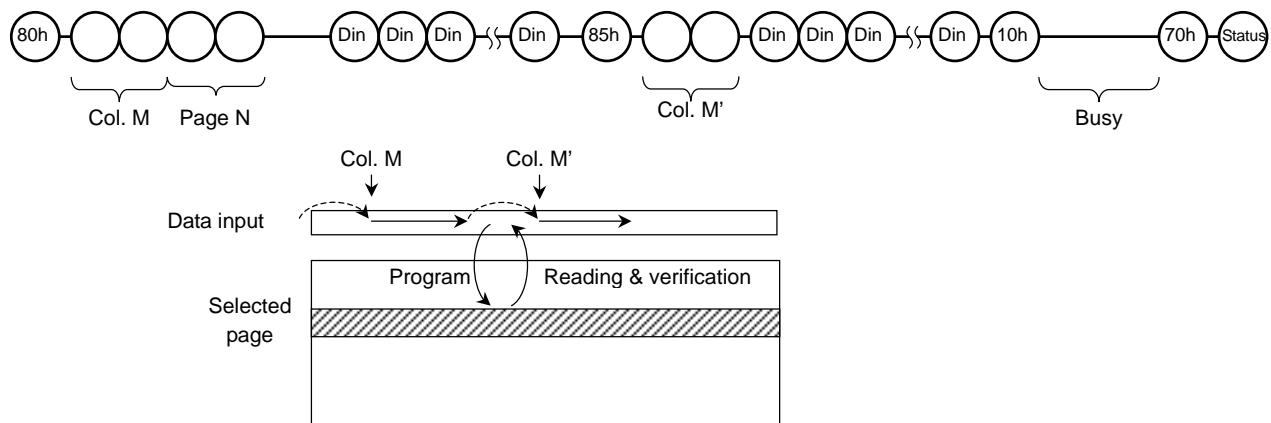 80h Din Din Din Din 85h Din Din Din Din 10h 70h Status
Col. M Page N Col. M’ Busy
Col. M Col. M’
Data input
Program Reading & verification
Selected
page